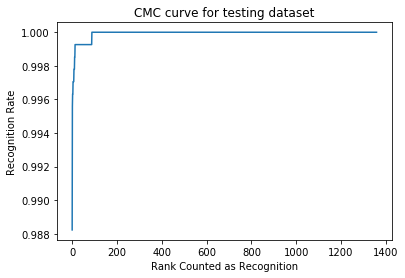 CMC curve for testing dataset
1.000
0.998
0.996
0.994
0.992
0.990
0.988
Recognition Rate
0 200 400 600 800 1000 1200 1400
Rank Counted as Recognition